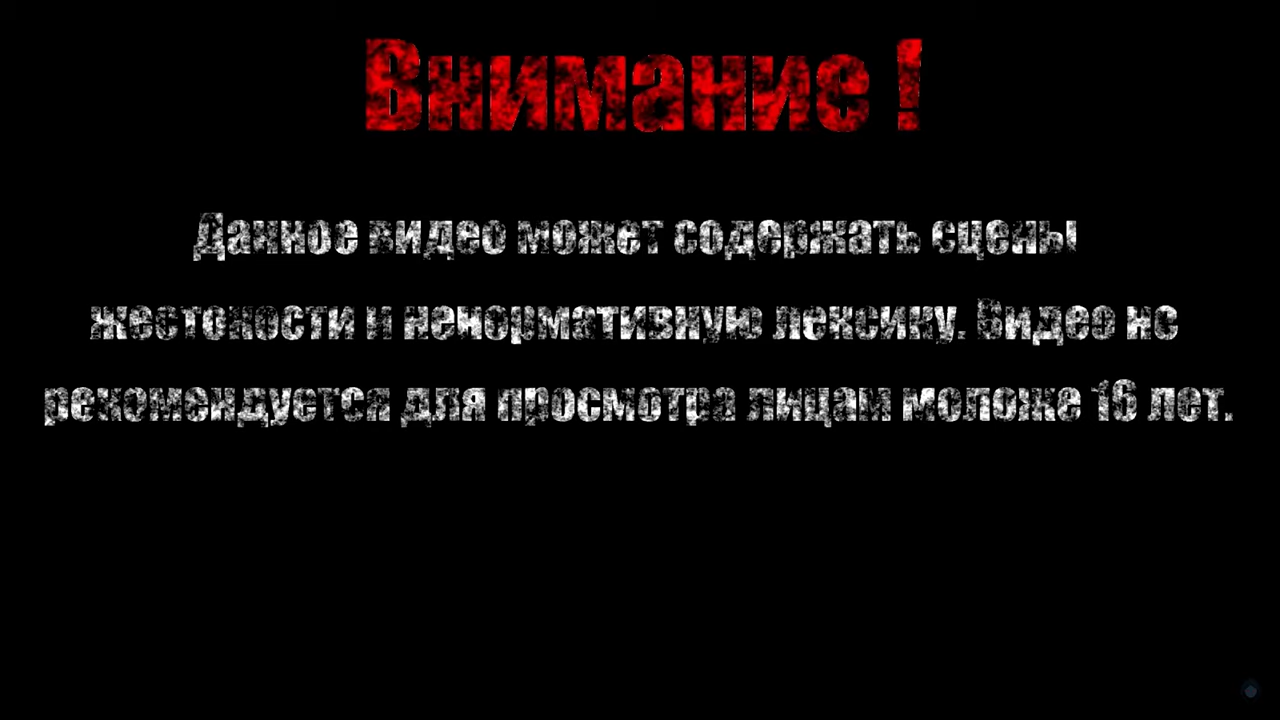 Внимание !
Данное видео может содержать сцены
жестокости и ненормативную лексику. Видео не
рекомендуется для просмотра лицам моложе 16 лет.